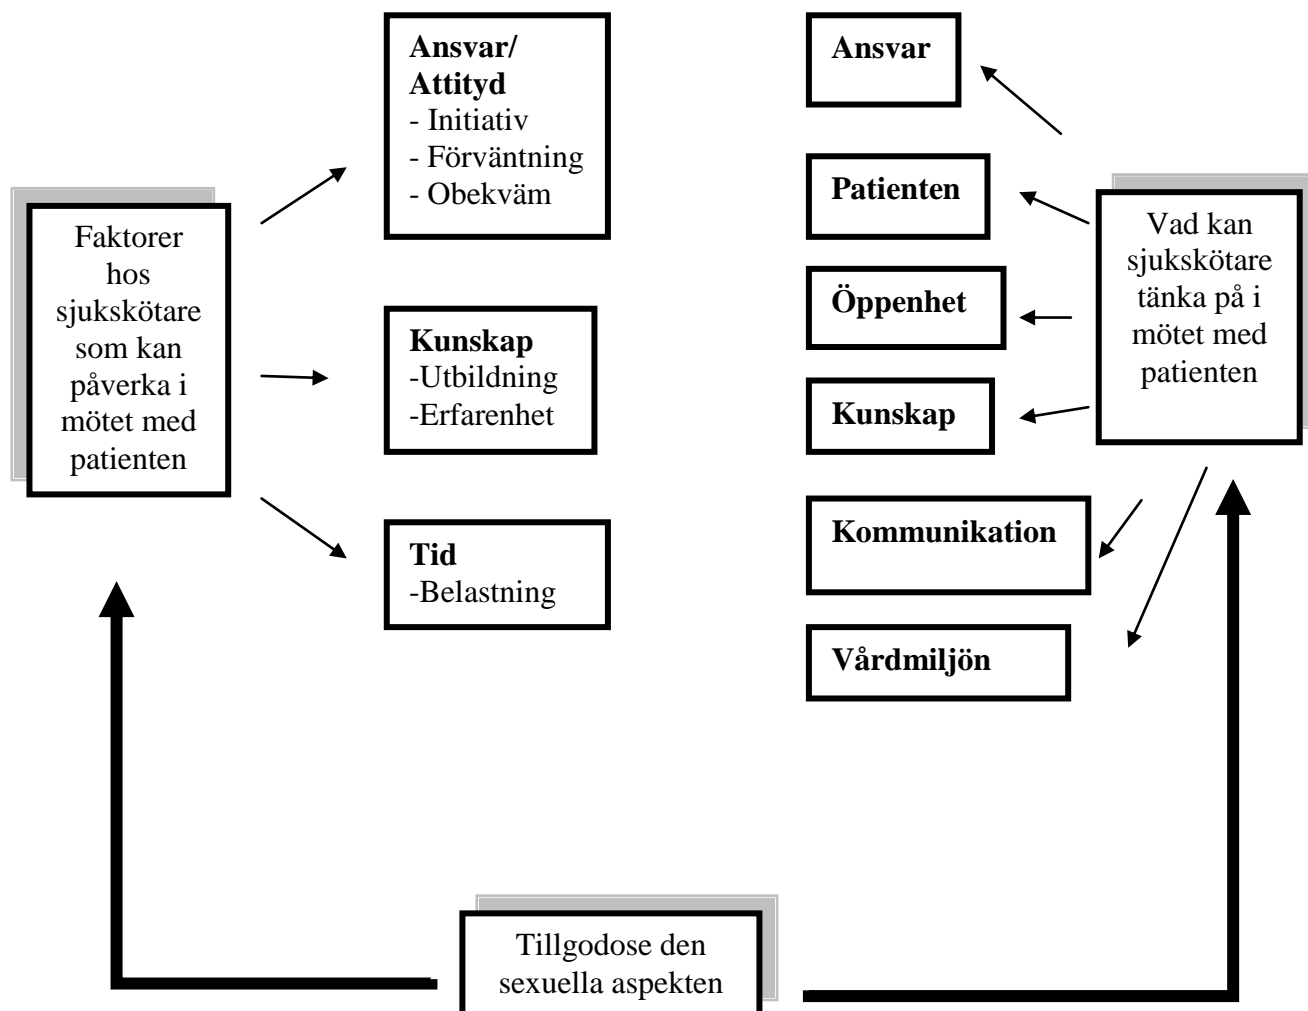 Faktorer
hos
sjukskötare
som kan
påverka i
mötet med
patienten
Ansvar/
Attityd
- Initiativ
- Förväntning
- Obekväm
Kunskap
-Utbildning
-Erfarenhet
Tid
-Belastning
Ansvar
Patienten
Öppenhet
Kunskap
Kommunikation
Vårdmiljön
Vad kan
sjukskötare
tänka på i
mötet med
patienten
Tillgodose den
sexuella aspekten